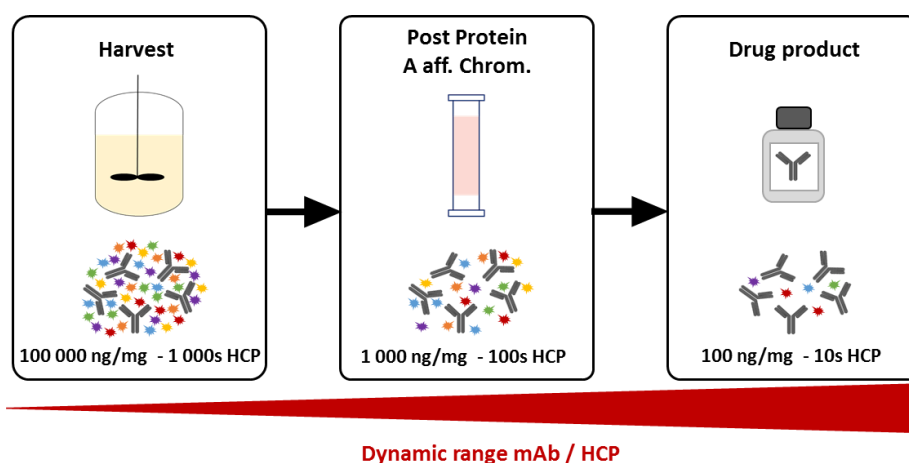 Harvest
100 000 ng/mg - 1 000s HCP
Post Protein
A aff. Chrom.
1 000 ng/mg - 100s HCP
Drug product
100 ng/mg - 10s HCP
Dynamic range mAb / HCP